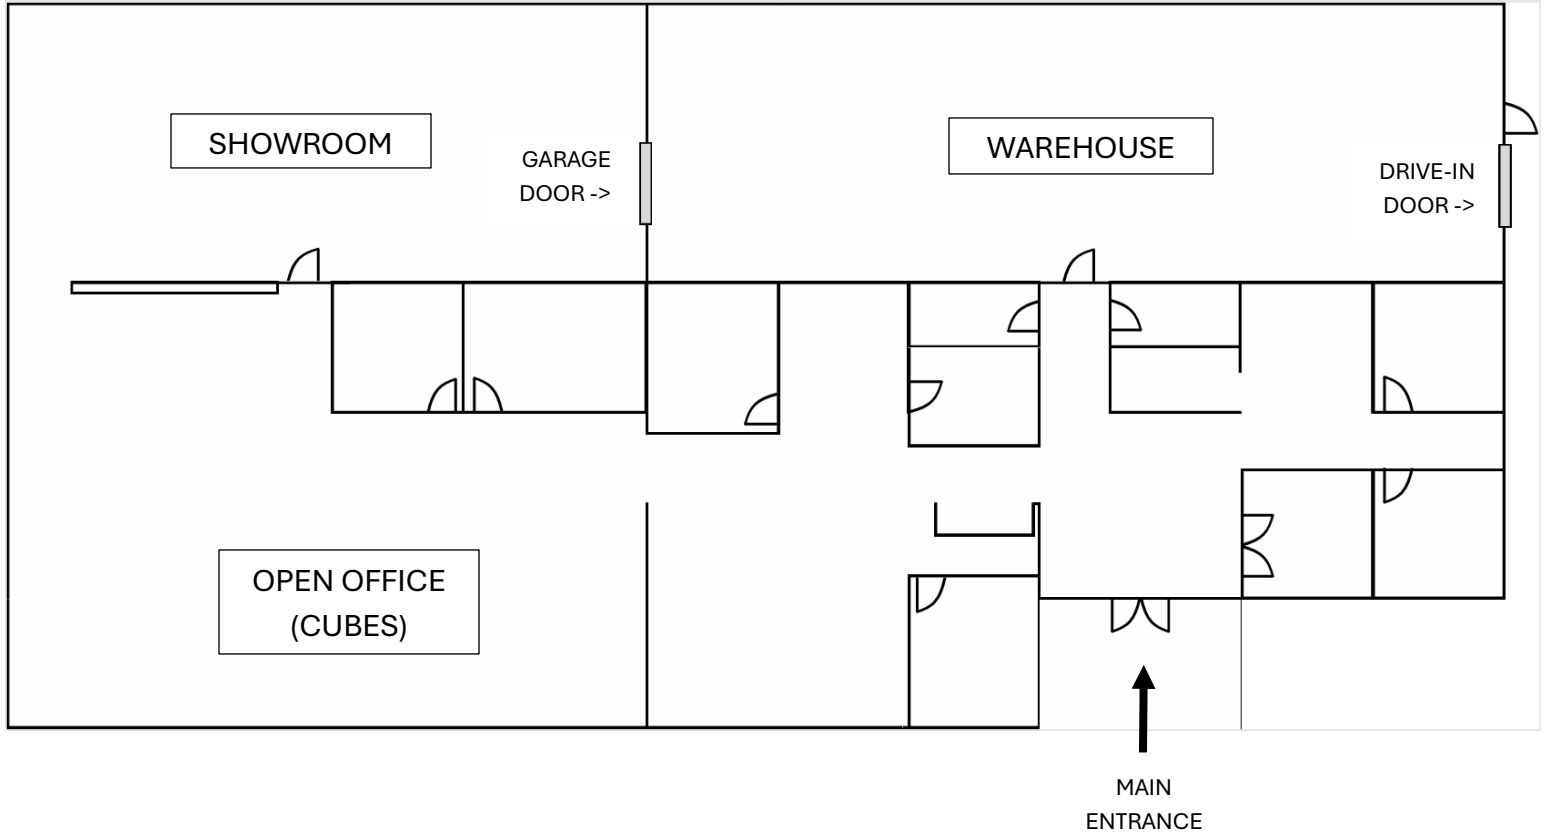 SHOWROOM
GARAGE
DOOR ->
WAREHOUSE
DRIVE-IN
DOOR ->
OPEN OFFICE
(CUBES)
MAIN
ENTRANCE